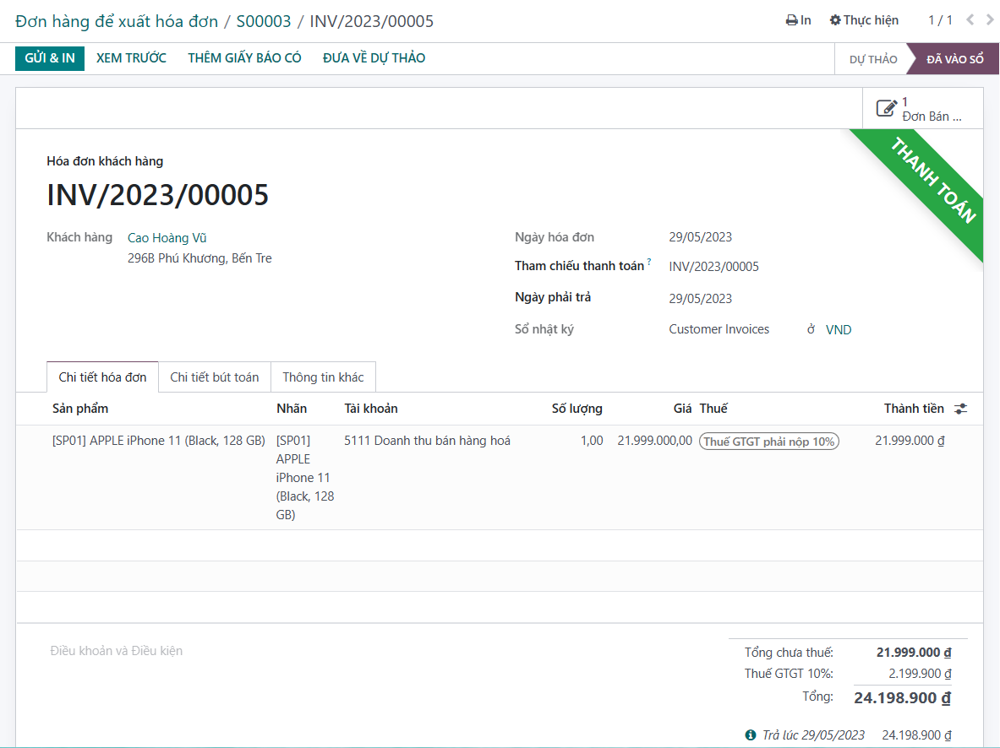 Đơn hàng để xuất hóa đơn / S00003 / INV/2023/00005
In Thực hiện 1 / 1
GỬI & IN XEM TRƯỚC THÊM GIẤY BÁO CÓ ĐƯA VỀ DỰ THẢO
DỰ THẢO ĐÃ VÀO SỔ
1
Đơn Bán ...
THANH TOÁN
Hóa đơn khách hàng
INV/2023/00005
Khách hàng Cao Hoàng Vũ
296B Phú Khương, Bến Tre
Ngày hóa đơn 29/05/2023
Tham chiếu thanh toán ? INV/2023/00005
Ngày phải trả 29/05/2023
Sổ nhật ký Customer Invoices ở VND
Chi tiết hóa đơn Chi tiết bút toán Thông tin khác
Sản phẩm Nhãn Tài khoản Số lượng Giá Thuế Thành tiền
[SP01] APPLE iPhone 11 (Black, 128 GB) [SP01] 5111 Doanh thu bán hàng hoá 1,00 21.999.000,00 Thuế GTGT phải nộp 10% 21.999.000 ₫
APPLE
iPhone 11
(Black, 128
GB)
Điều khoản và Điều kiện
Tổng chưa thuế: 21.999.000 ₫
Thuế GTGT 10%: 2.199.900 ₫
Tổng: 24.198.900 ₫
Trả lúc 29/05/2023 24.198.900 ₫